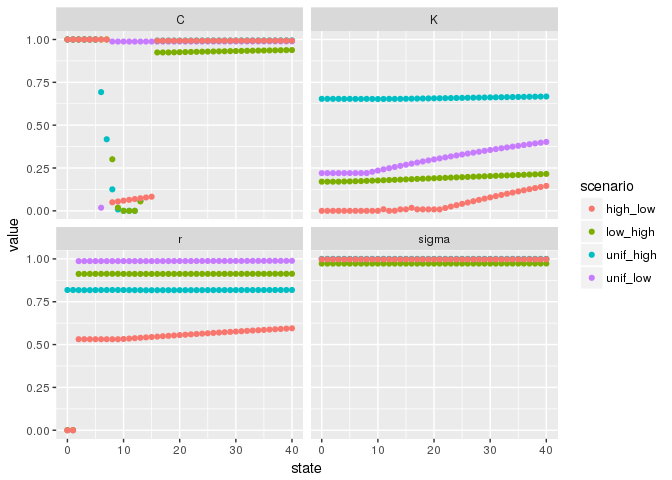 C
K
1.00
0.75
0.50
0.25
0.00
r
sigma
1.00
0.75
0.50
0.25
0.00
0 10 20 30 40
0 10 20 30 40
state
value
scenario
high_low
low_high
unif_high
unif_low